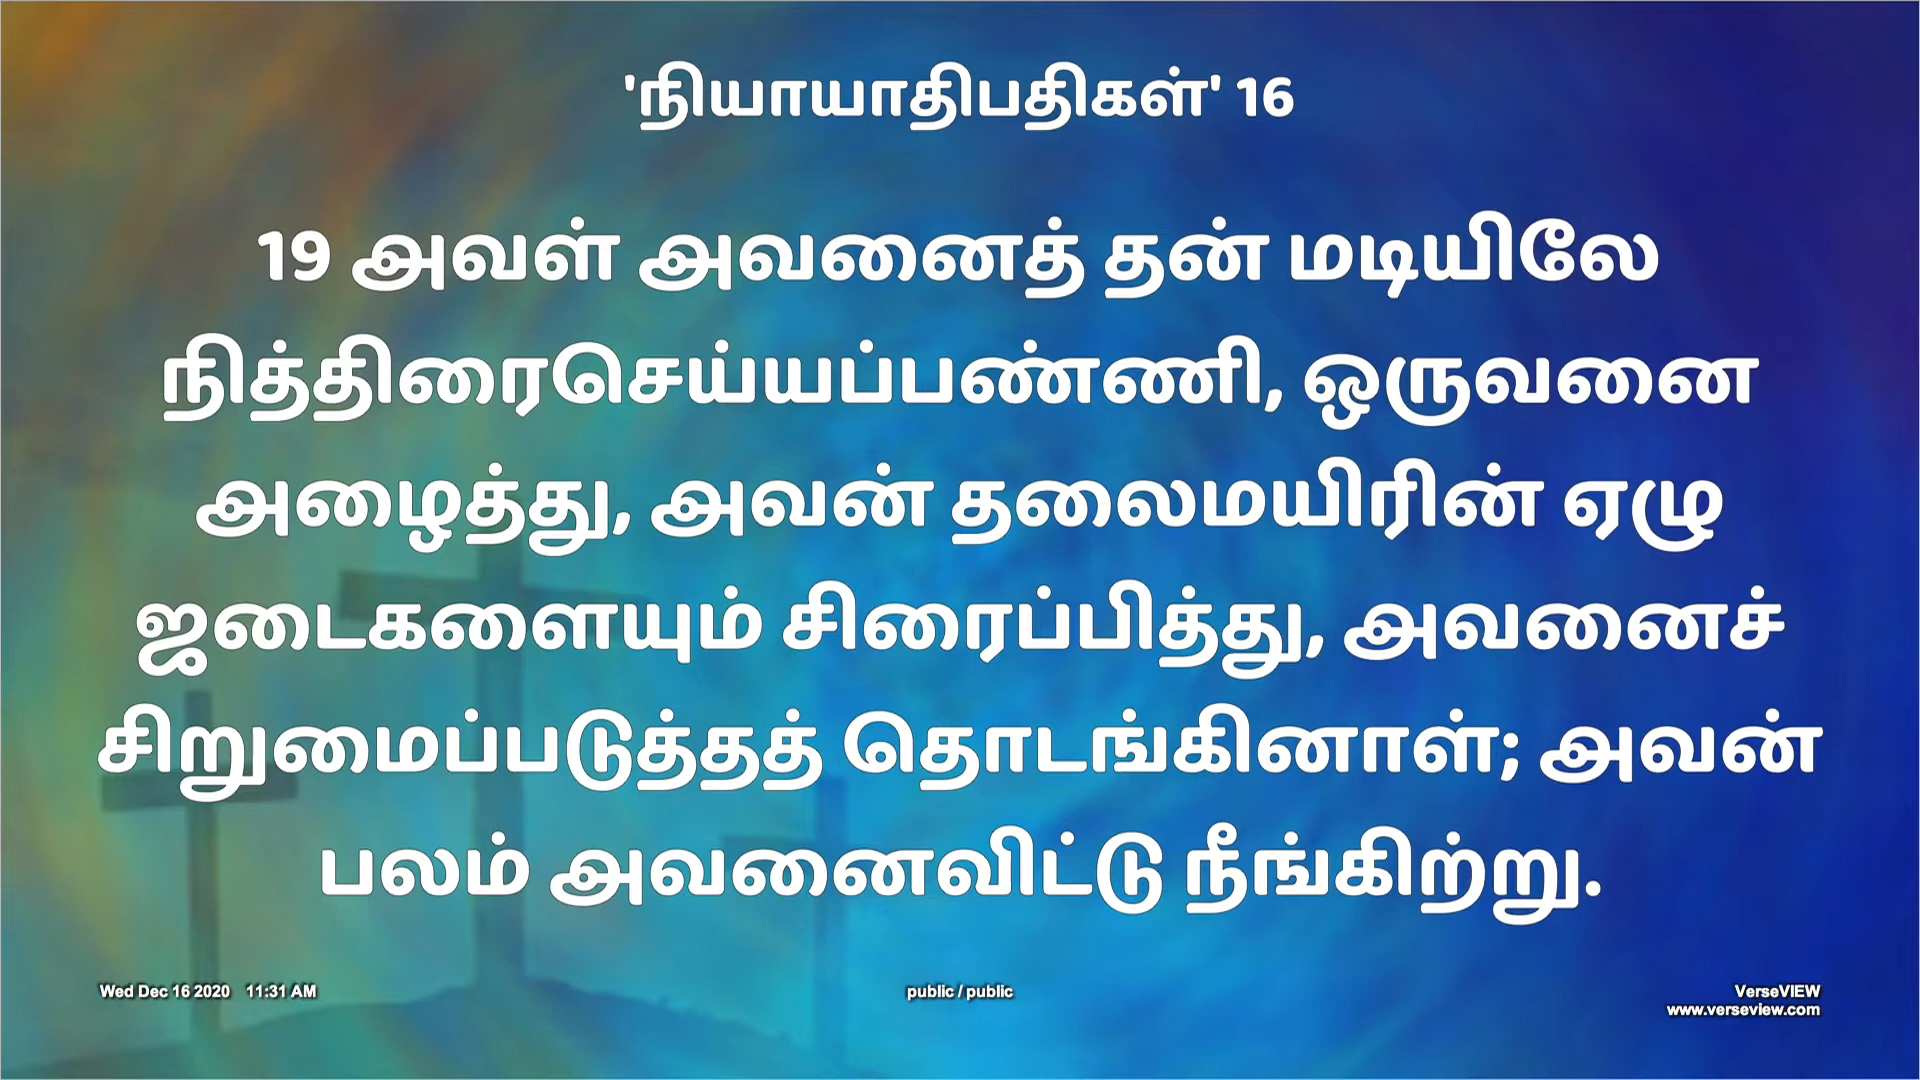 'நியாயாதிபதிகள்' 16
19 அவள் அவனைத் தன் மடியிலே
நித்திரைசெய்யப்பண்ணி, ஒருவனை
அழைத்து, அவன் தலைமயிரின் ஏழு
ஜடைகளையும் சிரைப்பித்து, அவனைச்
சிறுமைப்படுத்தத் தொடங்கினாள்; அவன்
பலம் அவனைவிட்டு நீங்கிற்று.
Wed Dec 16 2020 11:31 AM
public / public
VerseVIEW
www.verseview.com